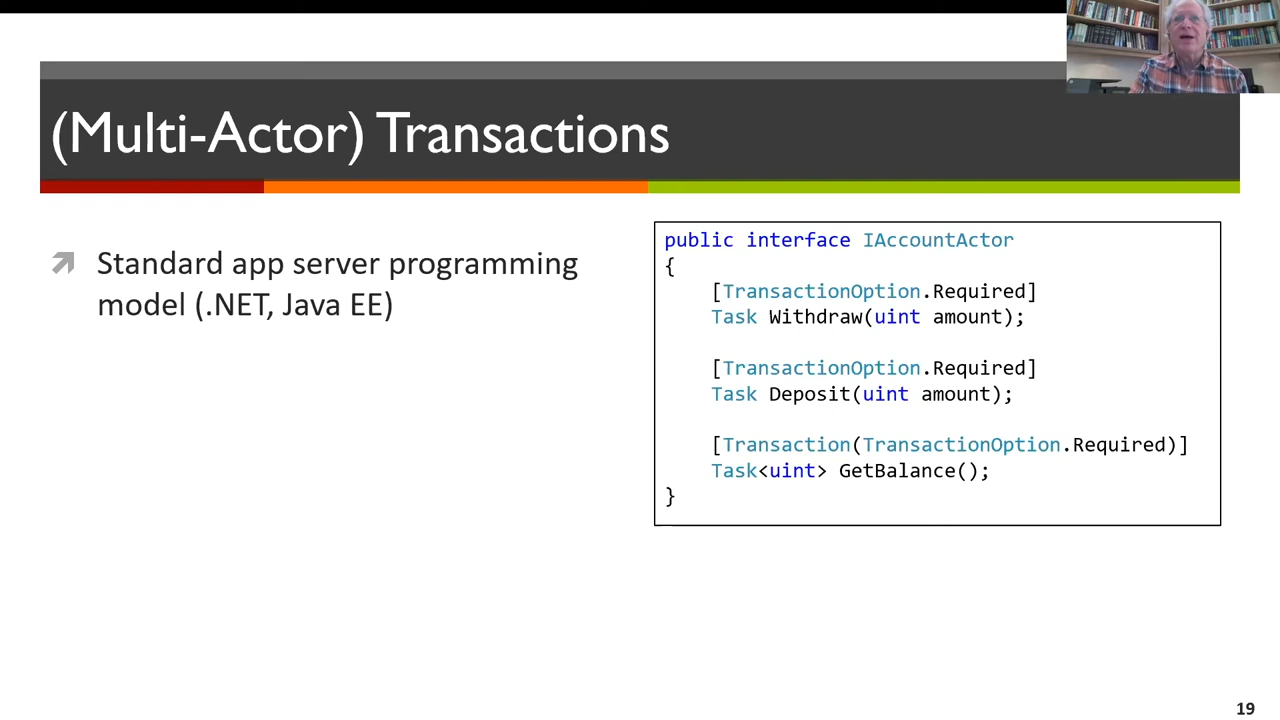 (Multi-Actor) Transactions
Standard app server programming
model (.NET, Java EE)
public interface IAccountActor
{
[TransactionOption.Required]
Task Withdraw(uint amount);
[TransactionOption.Required]
Task Deposit(uint amount);
[Transaction(TransactionOption.Required)]
Task<uint> GetBalance();
}
19